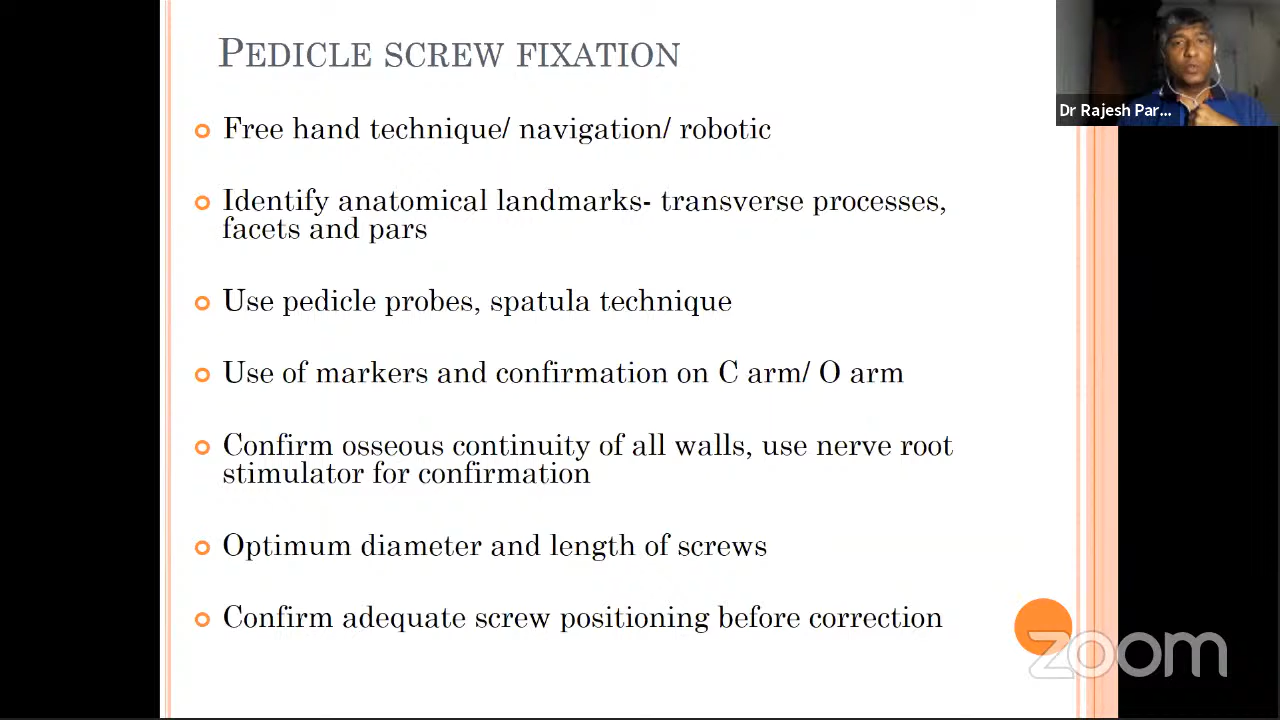 PEDICLE SCREW FIXATION
Dr Rajesh Par...
Free hand technique/ navigation/ robotic
Identify anatomical landmarks- transverse processes,
facets and pars
Use pedicle probes, spatula technique
Use of markers and confirmation on C arm/ O arm
Confirm osseous continuity of all walls, use nerve root
stimulator for confirmation
Optimum diameter and length of screws
Confirm adequate screw positioning before correction
zoom